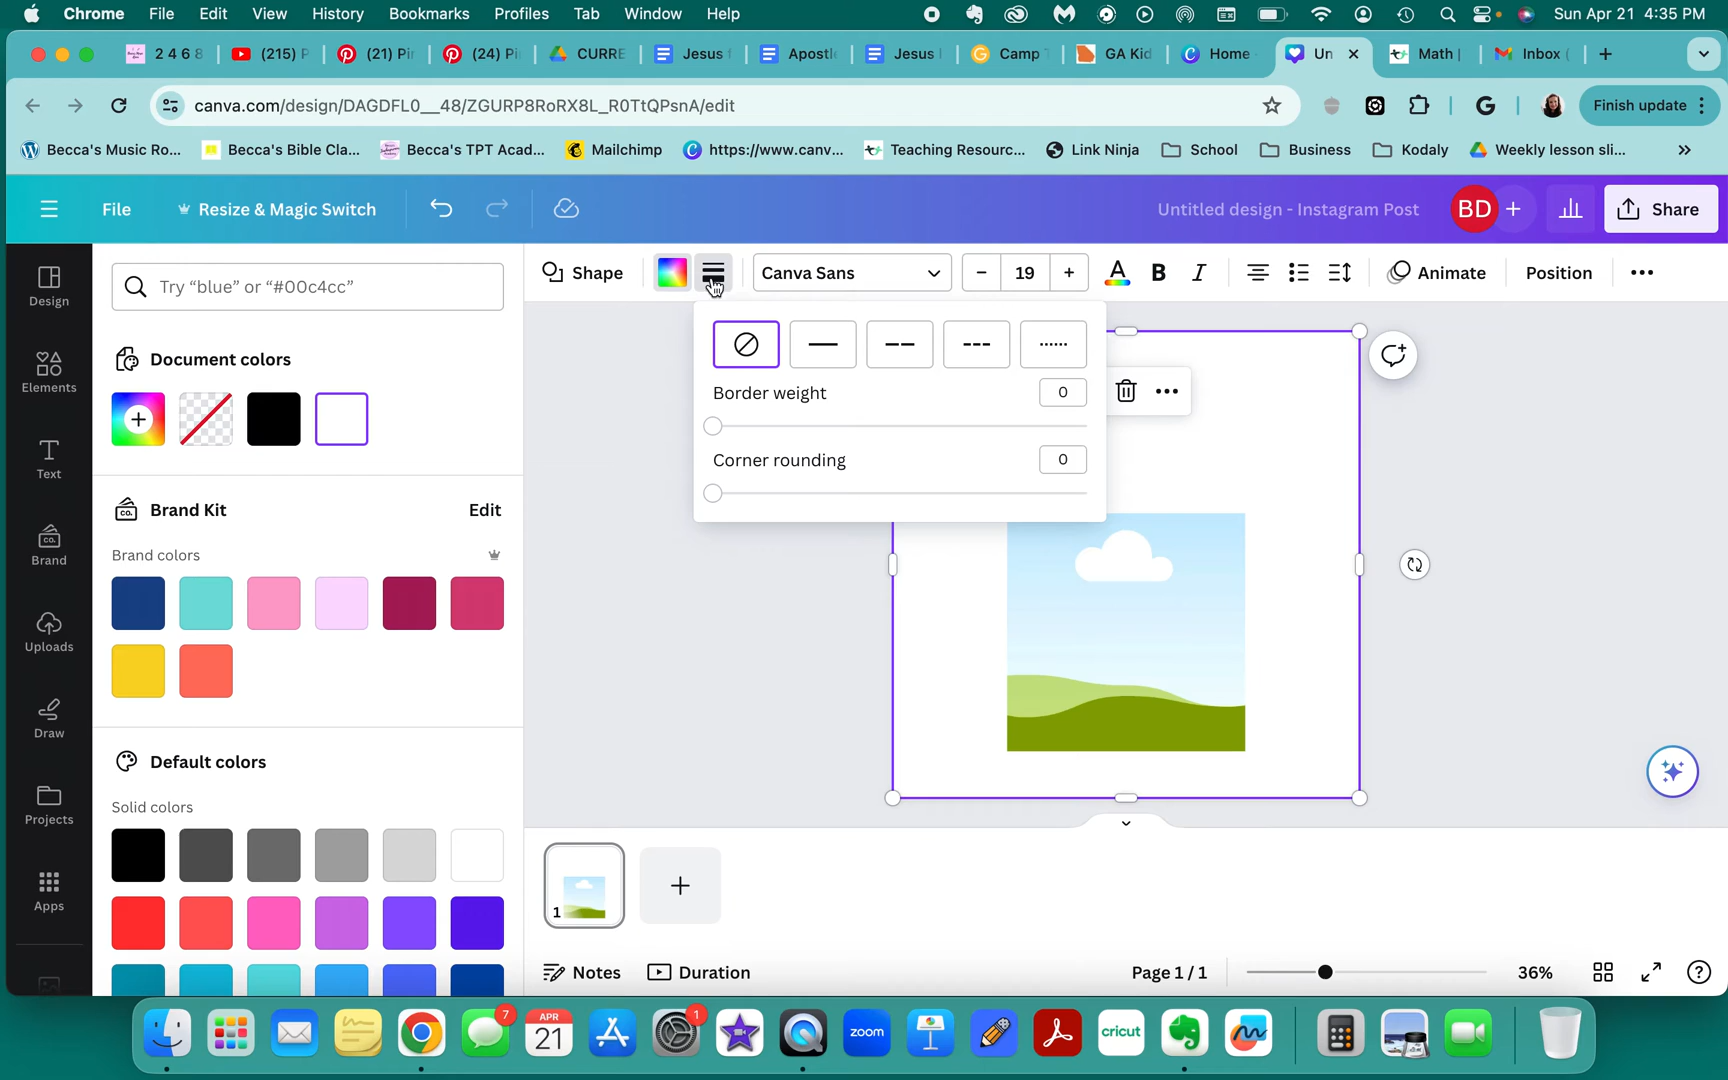 Chrome File Edit View History Bookmarks Profiles Tab Window Help Sun Apr 21 4:35 PM
2 4 6 8 (215) P (21) Pin (24) Pi CURRE Jesus Apostl Jesus Camp GA Kid Home Un Math | Inbox (
canva.com/design/DAGDFL0__48/ZGURP8RoRX8L_R0TtQPsnA/edit Finish update
Becca's Music Ro... Becca's Bible Cla... Becca's TPT Acad... Mailchimp https://www.canv... Teaching Resourc... Link Ninja School Business Kodaly Weekly lesson sli... »
File Resize & Magic Switch Untitled design - Instagram Post BD + Share
Design
Elements
Text
Brand
Uploads
Draw
Projects
Apps
Try “blue” or “#00c4cc”
Document colors
Brand Kit Edit
Brand colors
Default colors
Solid colors
Shape Canva Sans – 19 + A B I Animate Position
Border weight 0
Corner rounding 0
1
Notes Duration Page 1 / 1 36%
7 APR 21 1 zoom cricut